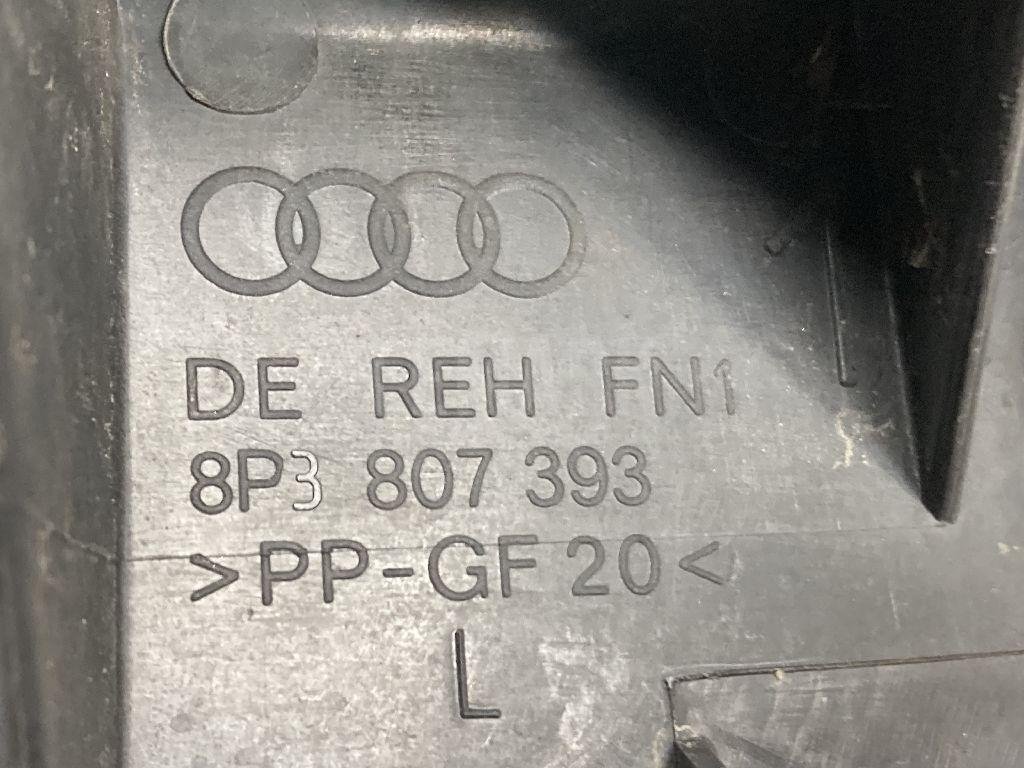 DE REH FN1
8P3 807 393
>PP-GF 20<
L